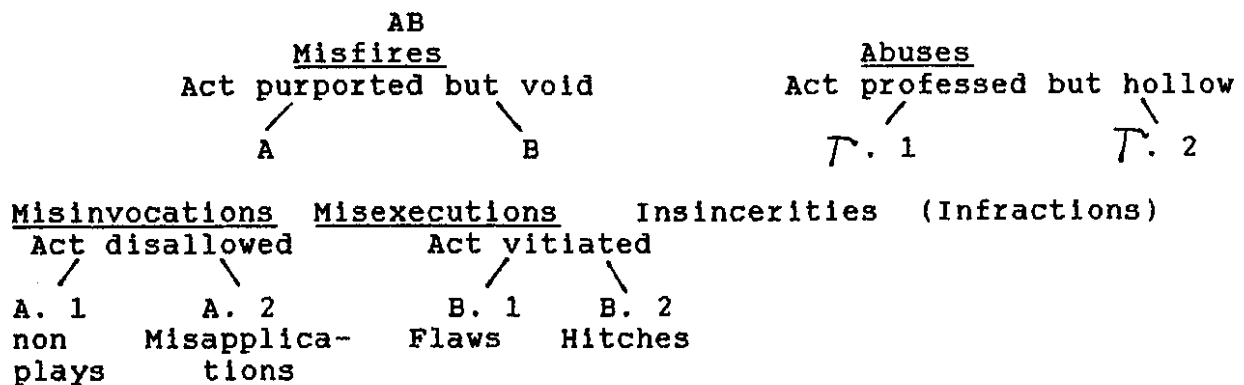 AB
Misfires Abuses
Act purported but void Act professed but hollow
A B Γ. 1 Γ. 2
Misinvocations Misexecutions Insincerities (Infractions)
Act disallowed Act vitiated
A. 1 A. 2 B. 1 B. 2
non Misapplica- Flaws Hitches
plays tions